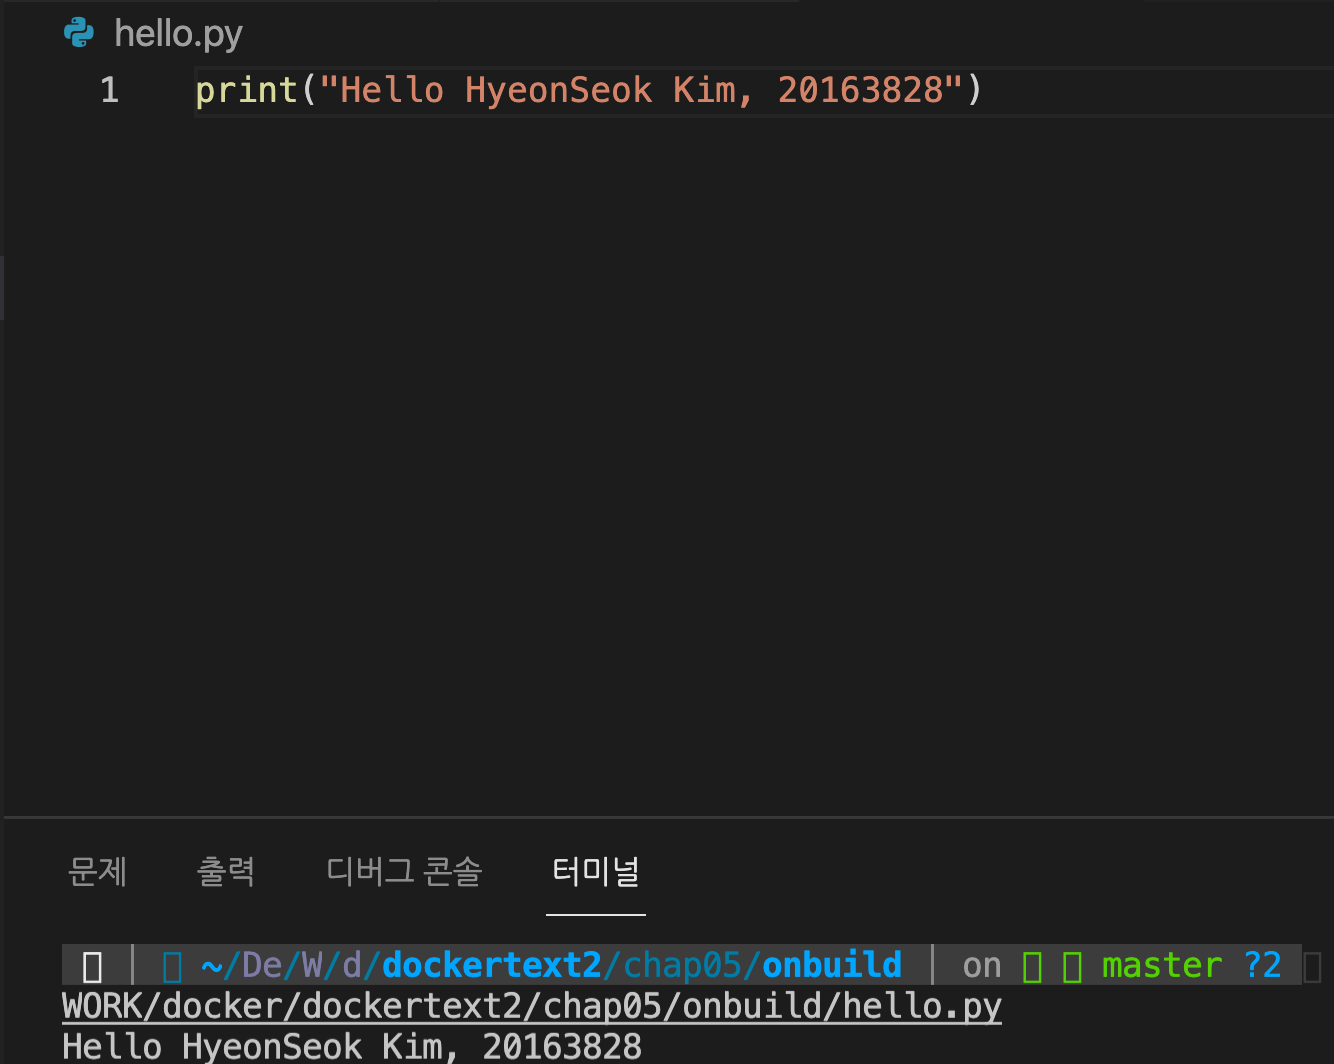 hello.py
1 print("Hello HyeonSeok Kim, 20163828")
문제 출력 디버그 콘솔 터미널
~/De/W/d/dockertext2/chap05/onbuild on master ?2
WORK/docker/dockertext2/chap05/onbuild/hello.py
Hello HyeonSeok Kim, 20163828